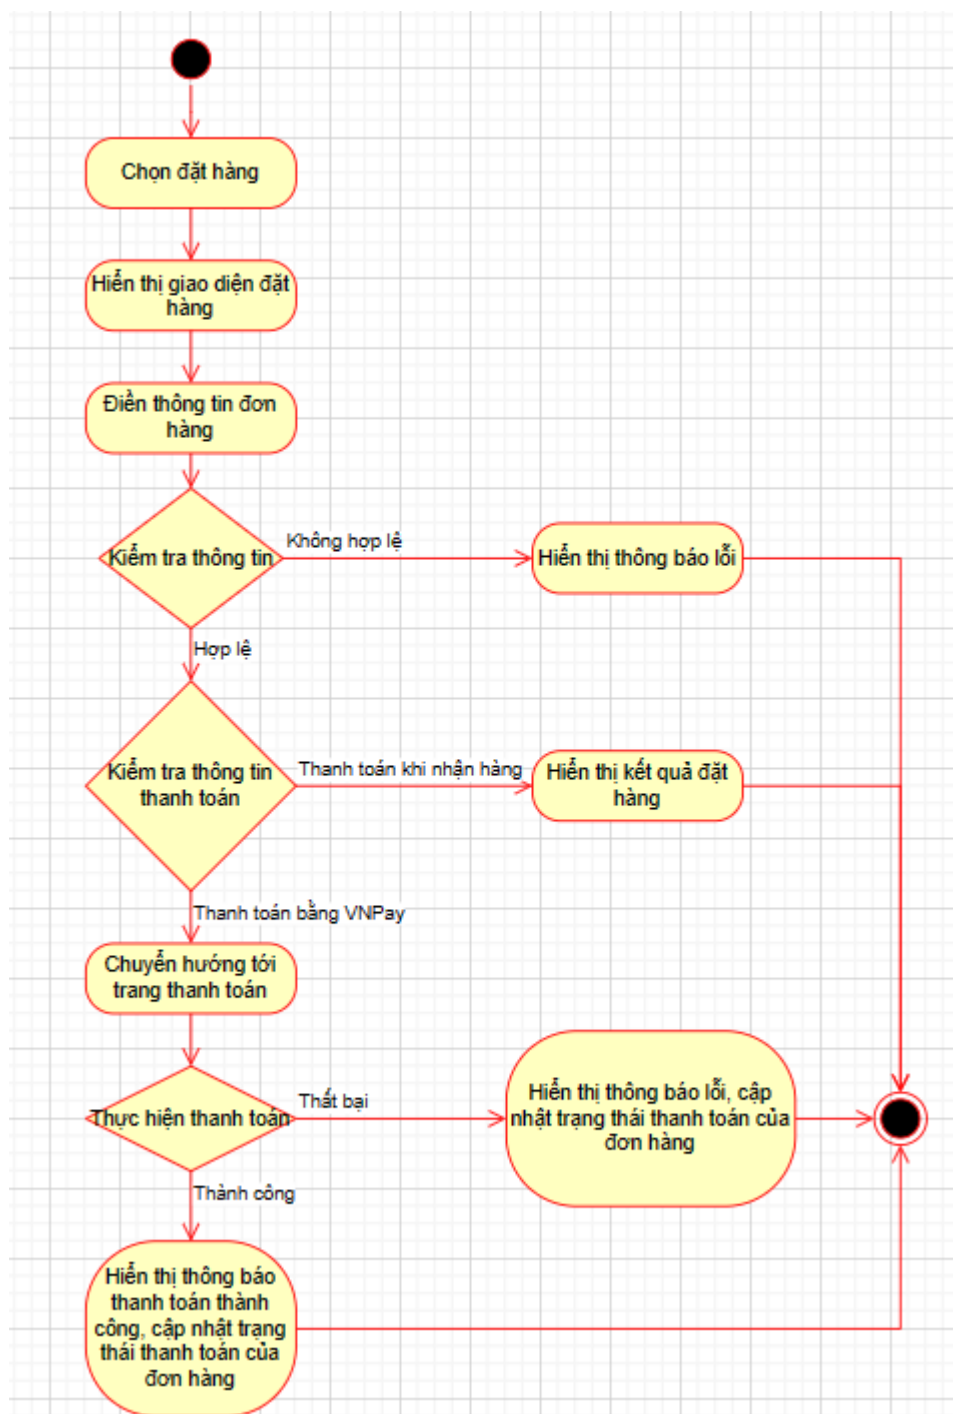 Chọn đặt hàng
Hiển thị giao diện đặt
hàng
Điền thông tin đơn
hàng
Kiểm tra thông tin
Không hợp lệ
Hiển thị thông báo lỗi
Hợp lệ
Kiểm tra thông tin
thanh toán
Thanh toán khi nhận hàng
Hiển thị kết quả đặt
hàng
Thanh toán bằng VNPay
Chuyển hướng tới
trang thanh toán
Thực hiện thanh toán
Thất bại
Hiển thị thông báo lỗi, cập
nhật trạng thái thanh toán của
đơn hàng
Thành công
Hiển thị thông báo
thanh toán thành
công, cập nhật trạng
thái thanh toán của
đơn hàng